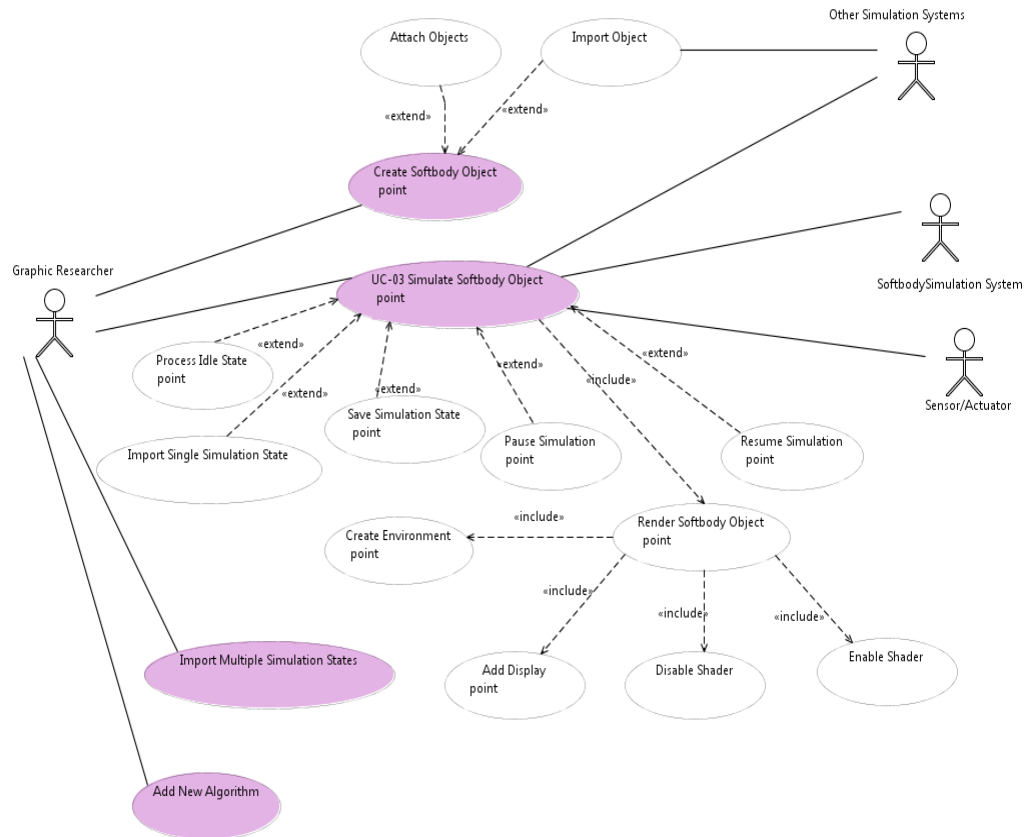 Other Simulation Systems
Attach Objects
Import Object
«extend»
«extend»
Create Softbody Object
point
Graphic Researcher
UC-03 Simulate Softbody Object
point
SoftbodySimulation System
«extend»
«extend»
«extend»
Process Idle State
point
«include»
«extend»
Sensor/Actuator
Save Simulation State
point
Pause Simulation
point
Resume Simulation
point
Import Single Simulation State
«include»
Render Softbody Object
point
Create Environment
point
«include»
«include»
«include»
Import Multiple Simulation States
Add Display
point
Disable Shader
Enable Shader
Add New Algorithm